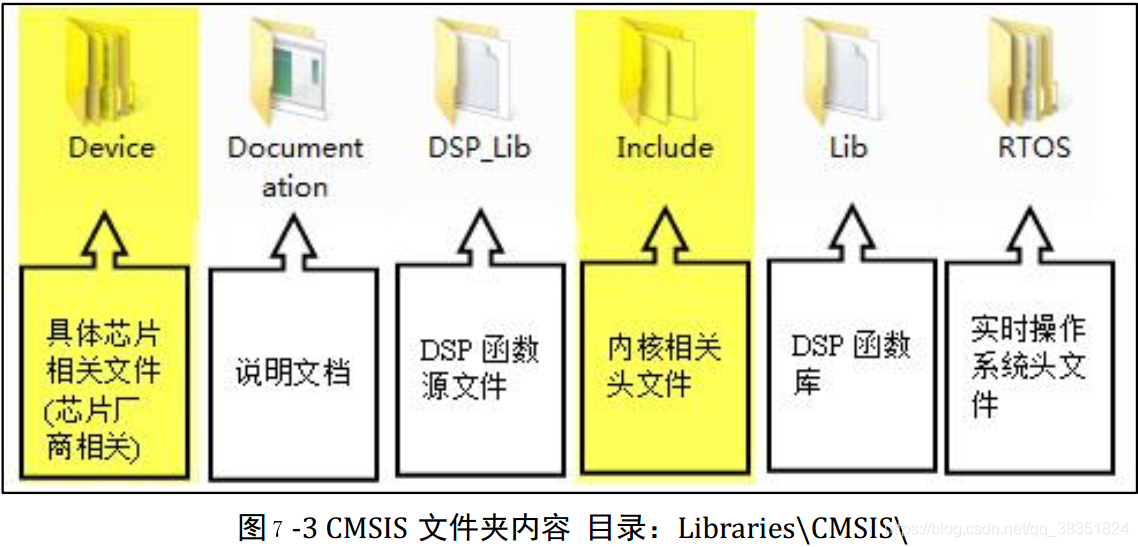 Device
Document
ation
DSP_Lib
Include
Lib
RTOS
具体芯片
相关文件
(芯片厂
商相关)
说明文档
DSP 函数
源文件
内核相关
头文件
DSP 函数
库
实时操作
系统头文
件
图 7 -3 CMSIS 文件夹内容 目录：Libraries\CMSIS\
https://blog.csdn.net/qq_38351824